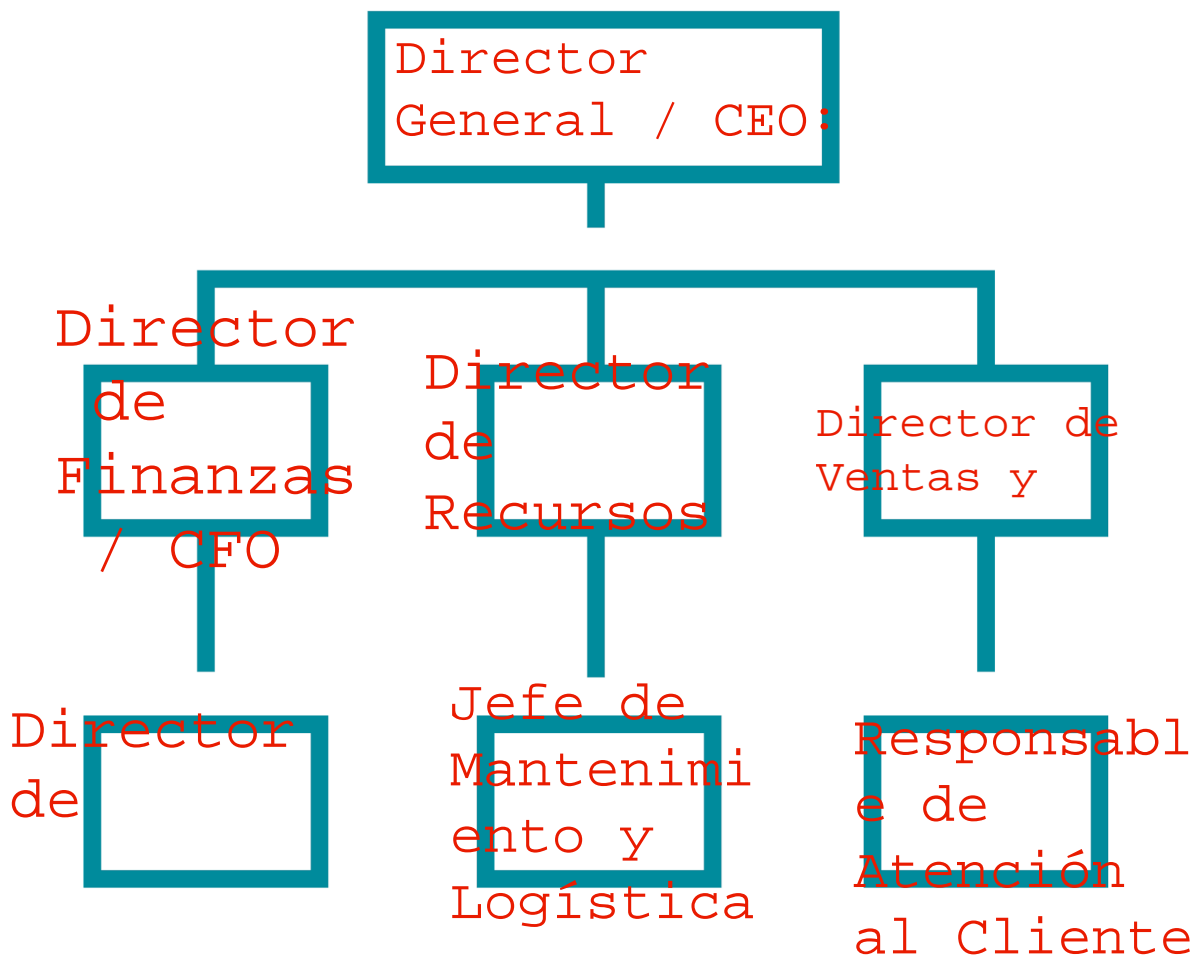 Director
General / CEO:
Director
de
Finanzas
/ CFO
Director
de
Recursos
Director de
Ventas y
Director
de
Jefe de
Mantenimi
ento y
Logística
Responsabl
e de
Atención
al Cliente